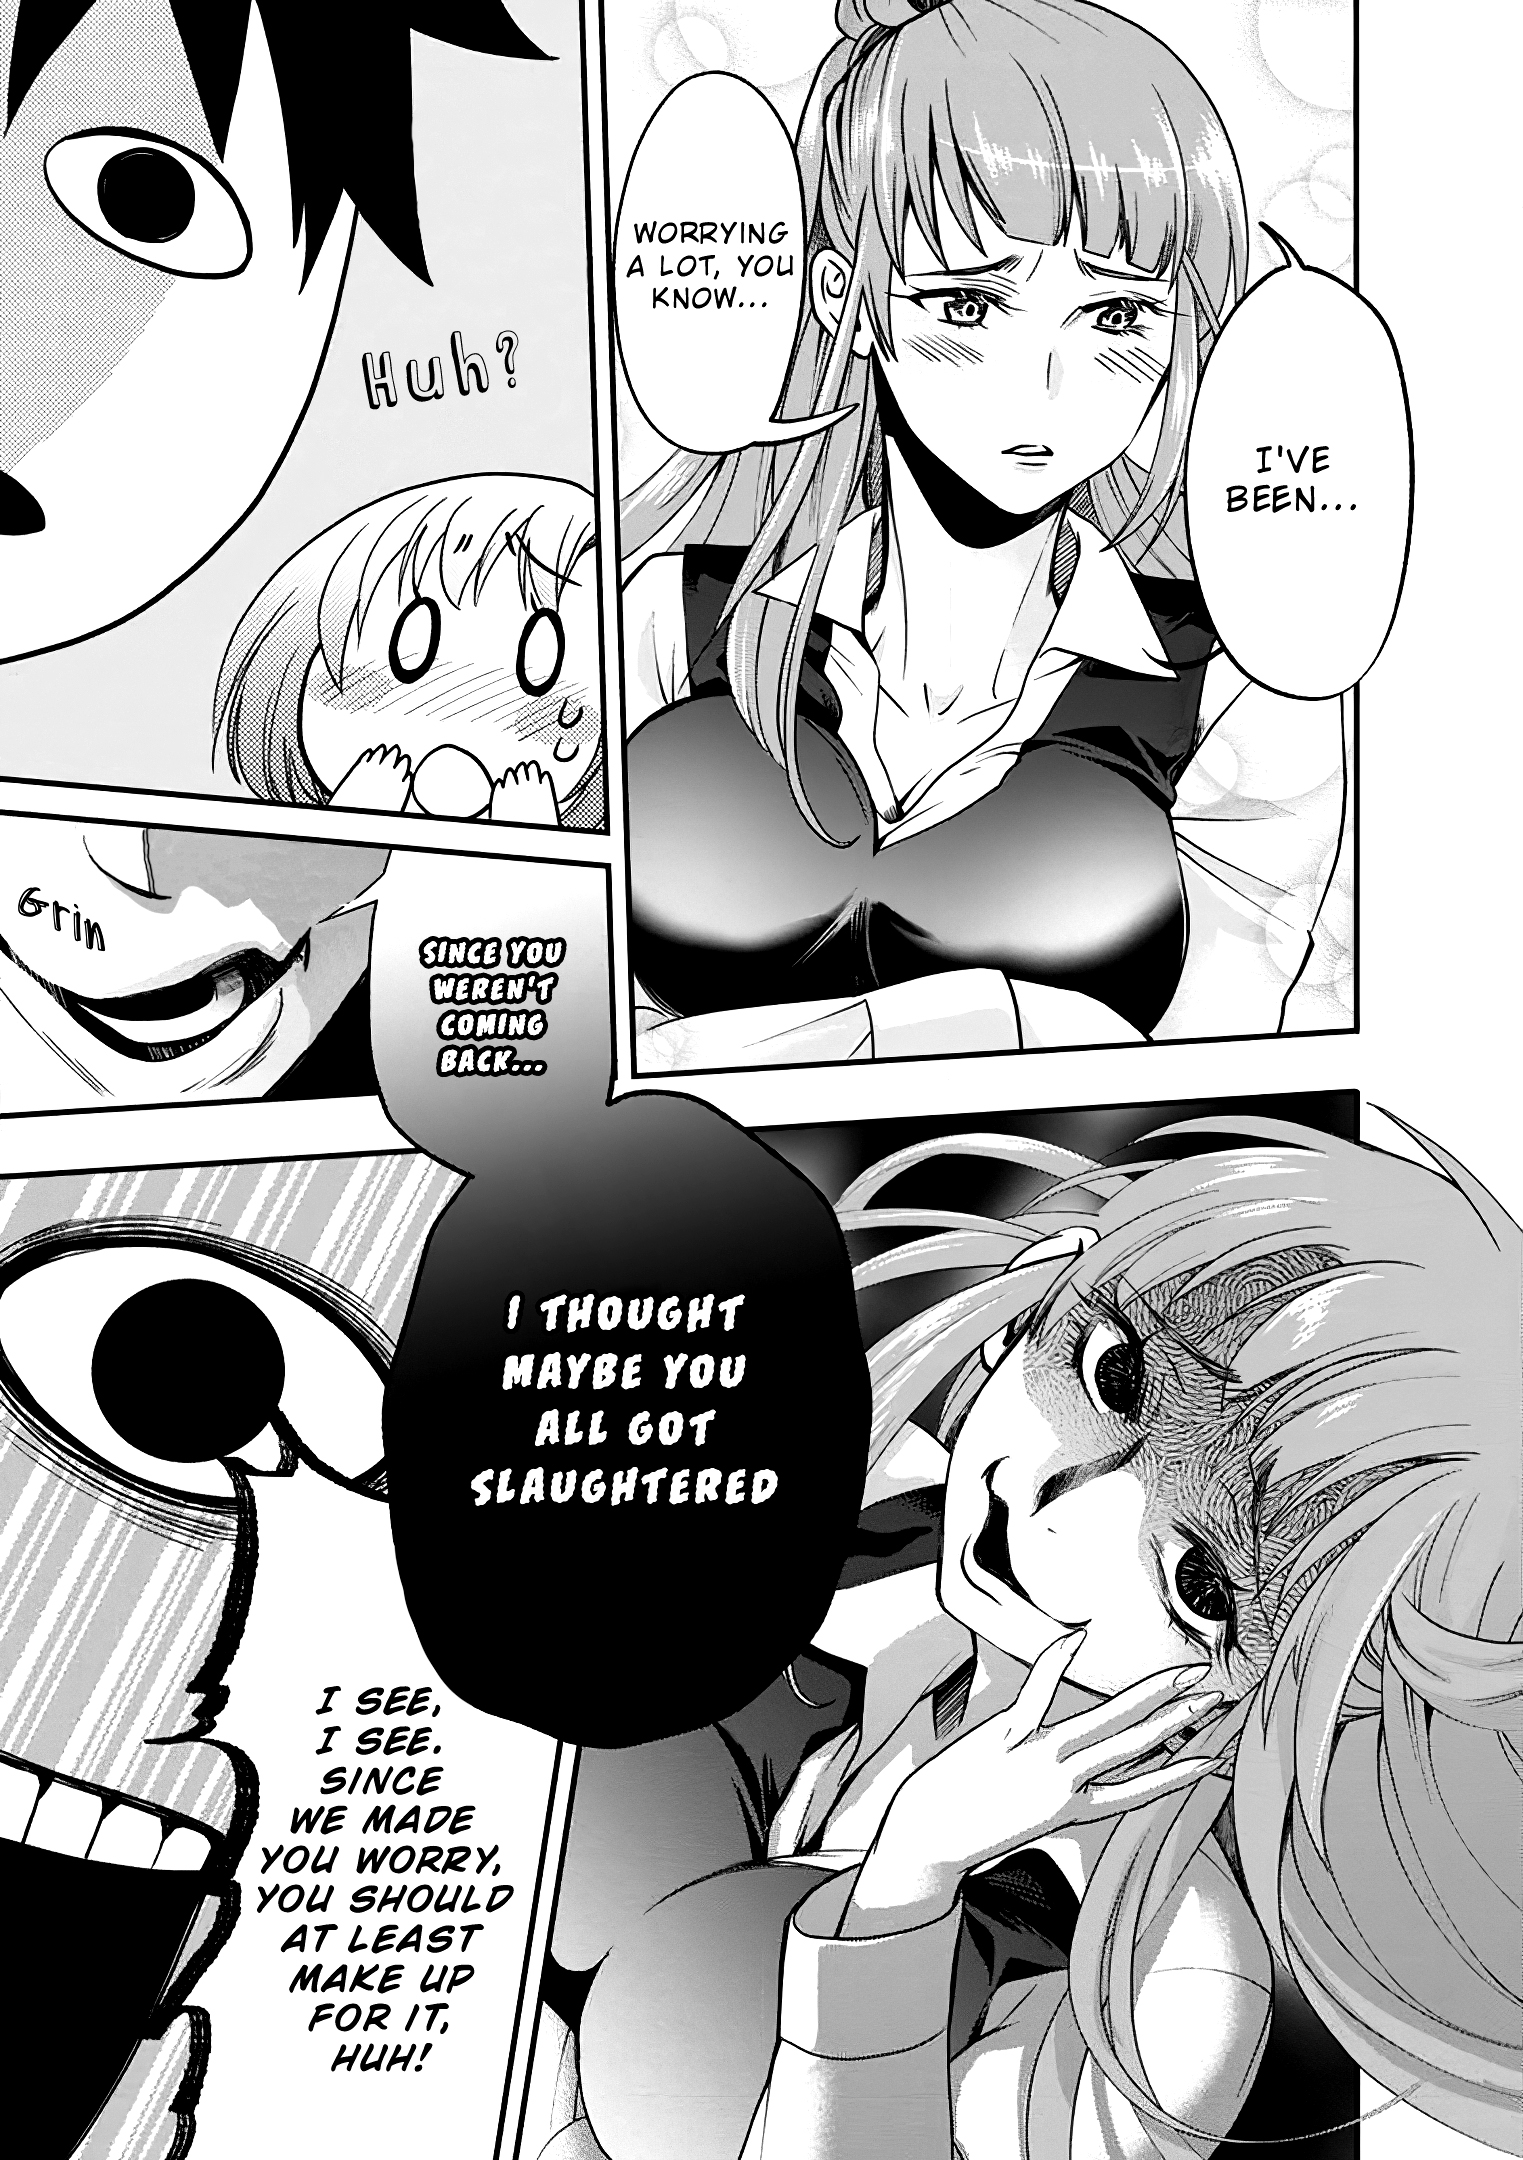 I'VE
BEEN...
WORRYING
A LOT, YOU
KNOW...
Huh?
Grin
SINCE YOU
WEREN'T
COMING
BACK...
I THOUGHT
MAYBE YOU
ALL GOT
SLAUGHTERED
I SEE,
I SEE.
SINCE
WE MADE
YOU WORRY,
YOU SHOULD
AT LEAST
MAKE UP
FOR IT,
HUH!